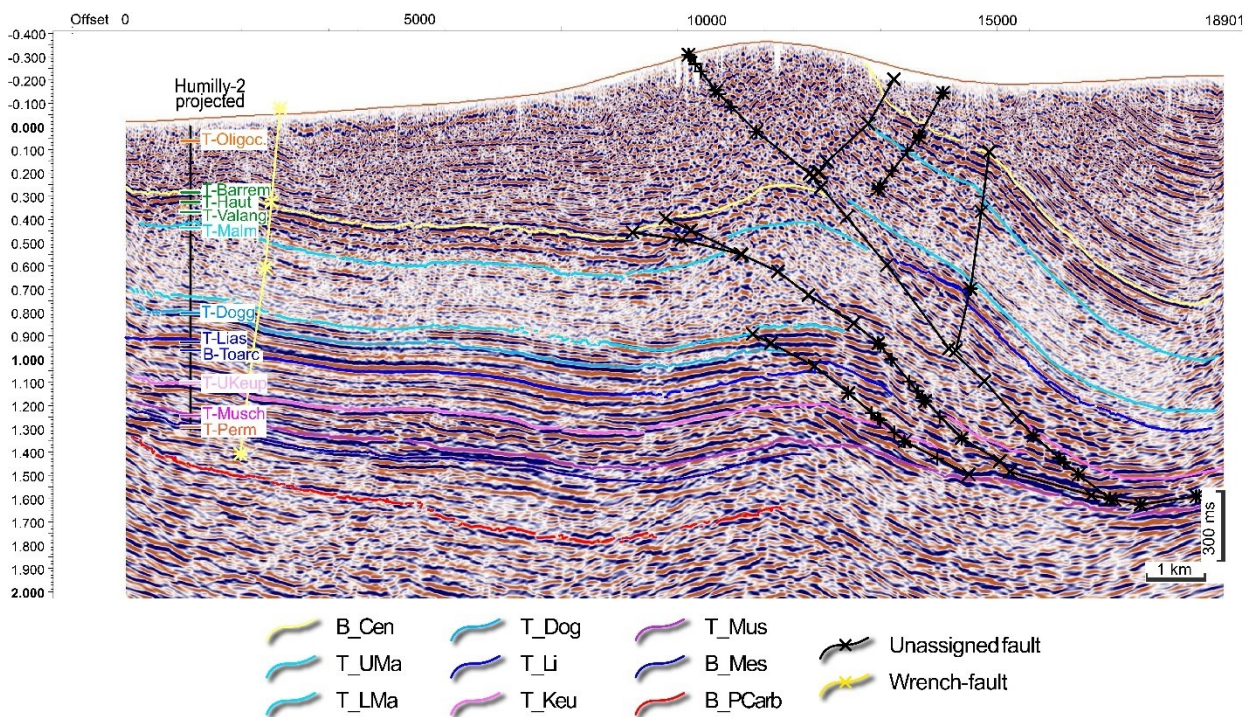 Offset 0 5000 10000 15000 18901
-0.400
-0.300
-0.200
-0.100
0.000
0.100
0.200
0.300
0.400
0.500
0.600
0.700
0.800
0.900
1.000
1.100
1.200
1.300
1.400
1.500
1.600
1.700
1.800
1.900
2.000
Humilly-2
projected
T-Oligoc.
T-Barrem
T-Haut
T-Valang
T-Malm
T-Dogg
T-Lias
B-Toarc
T-UKeup
T-Musch
T-Perm
300 ms
1 km
B_Cen T_Dog T_Mus Unassigned fault
T_UMa T_Li B_Mes Wrench-fault
T_LMa T_Keu B_PCarb